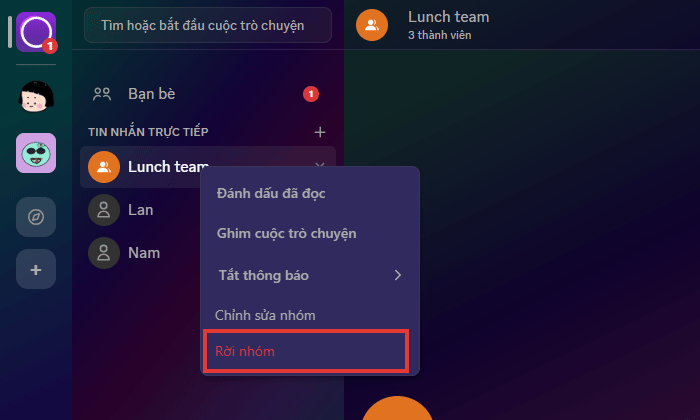 1
Tìm hoặc bắt đầu cuộc trò chuyện
Lunch team
3 thành viên
Bạn bè
1
TIN NHẮN TRỰC TIẾP
Lunch team
Đánh dấu đã đọc
Lan
Ghim cuộc trò chuyện
Nam
Tắt thông báo
Chỉnh sửa nhóm
Rời nhóm